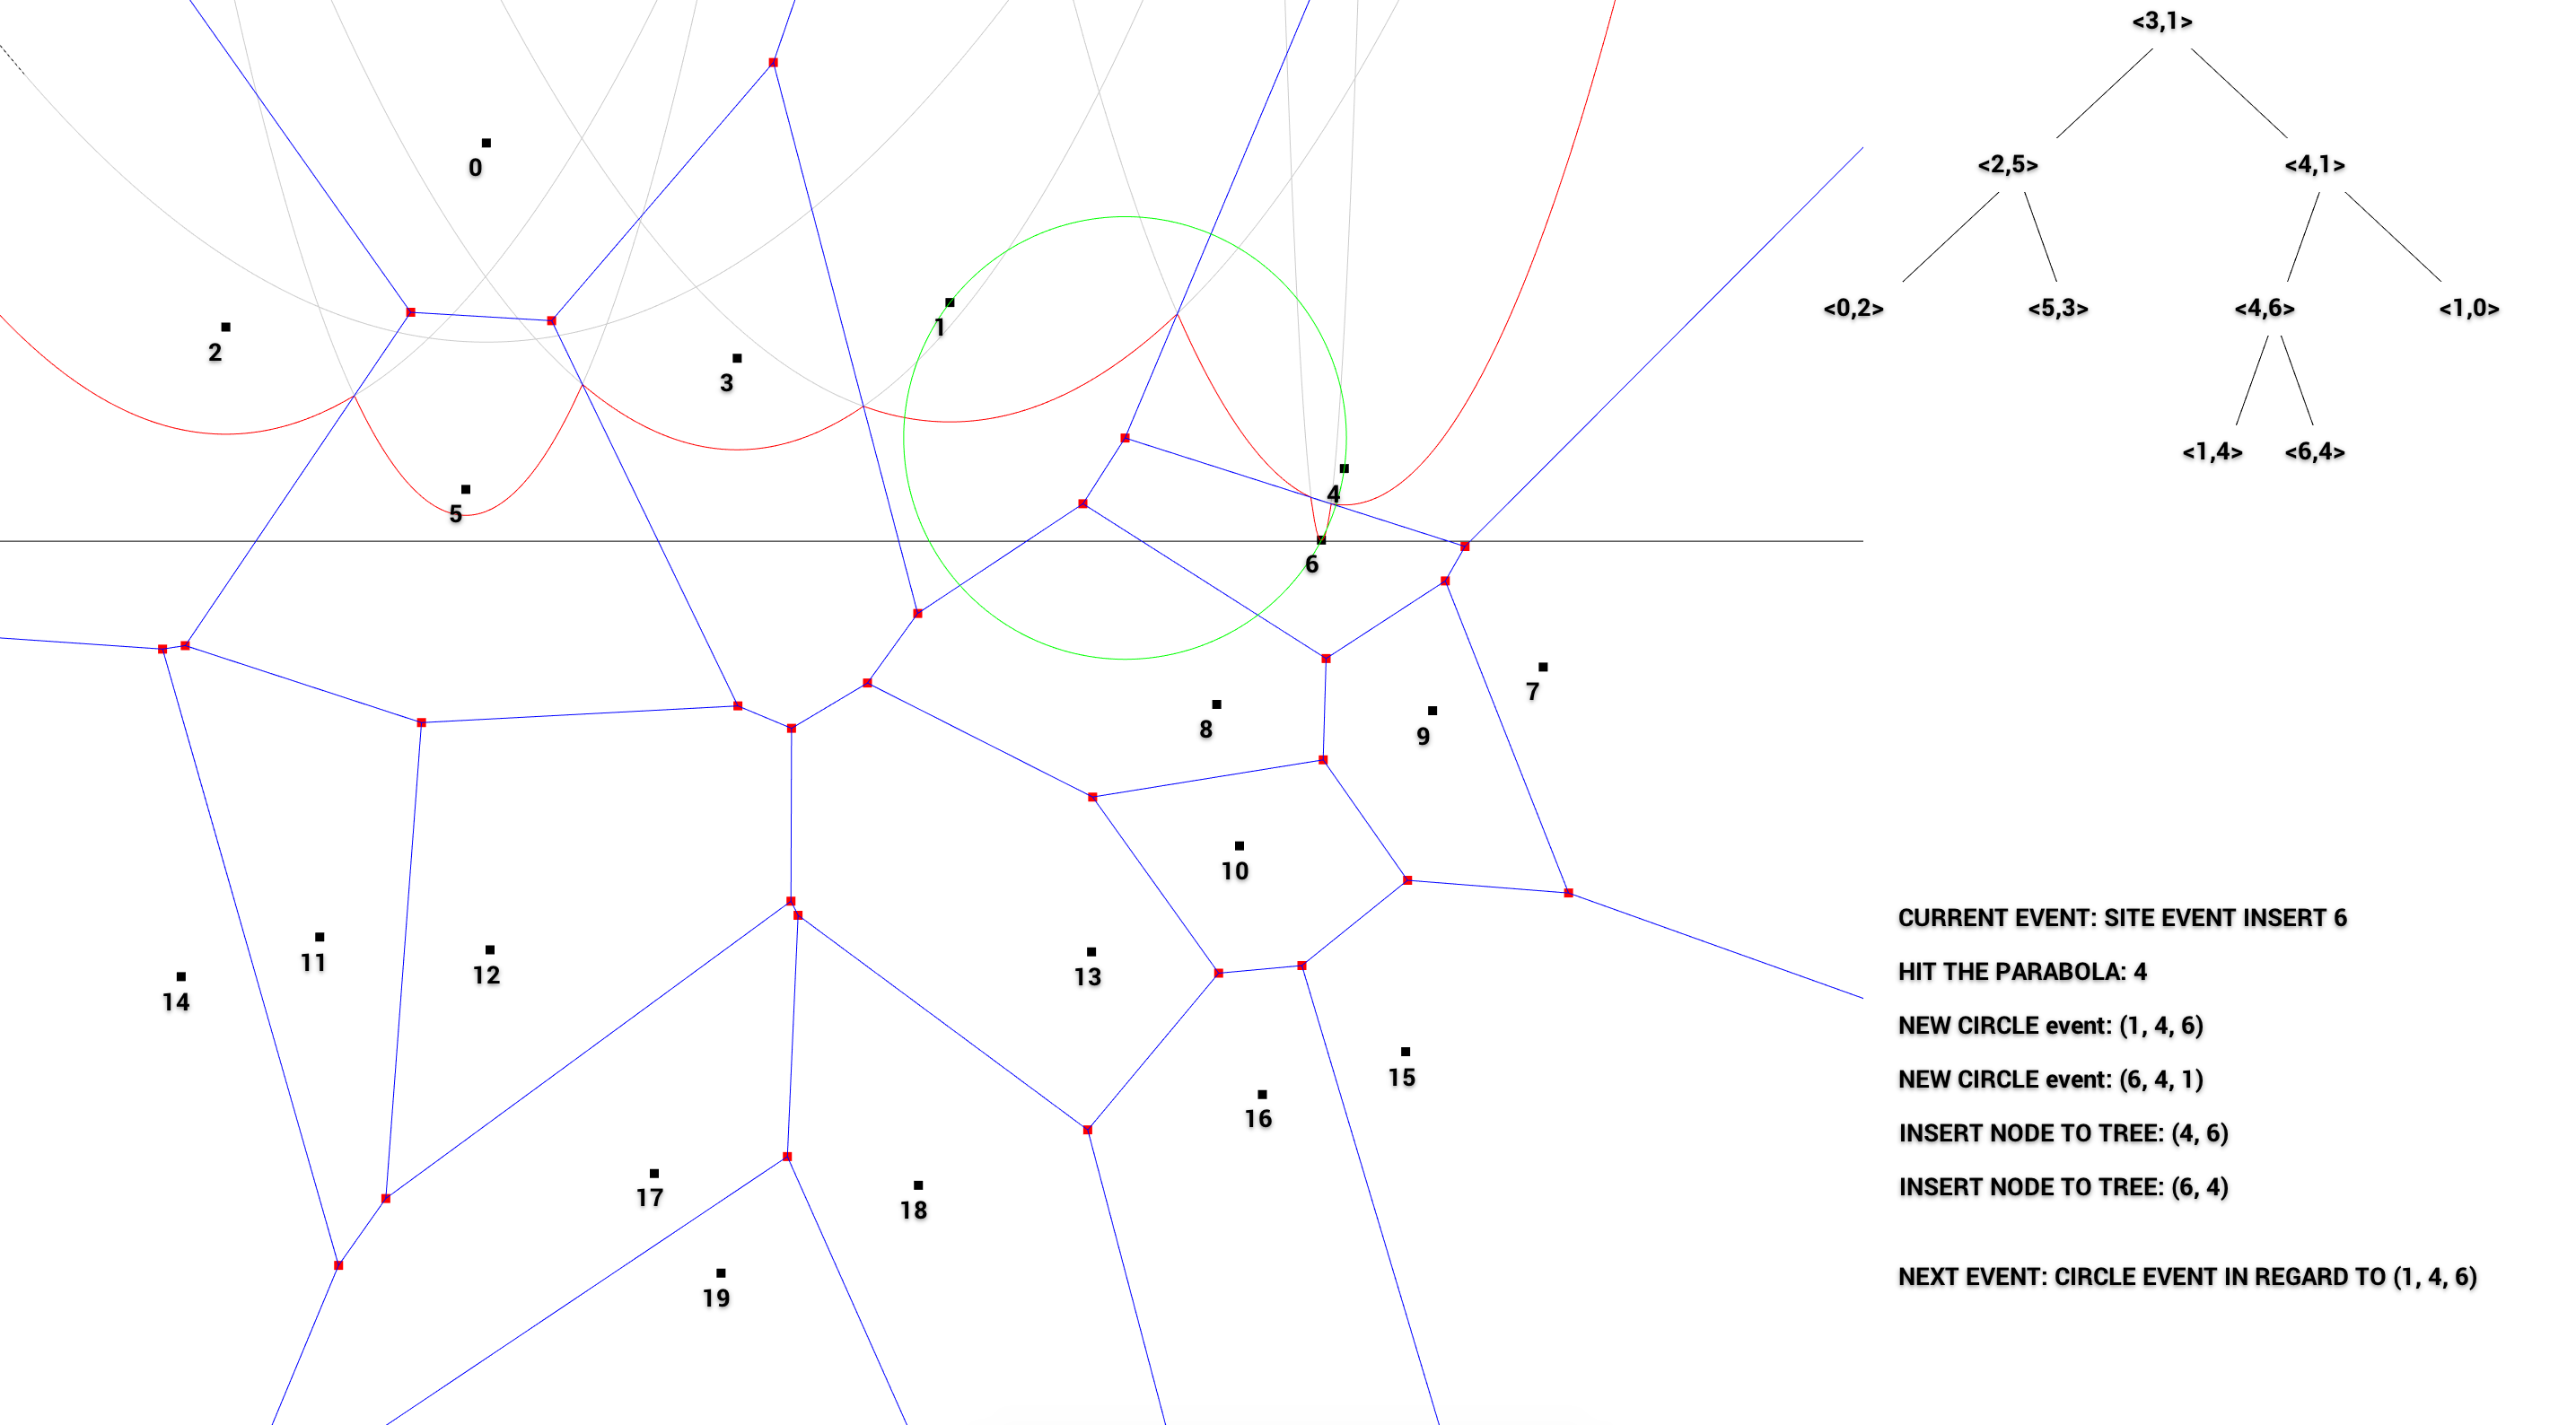 <3,1>
<2,5> <4,1>
<0,2> <5,3> <4,6> <1,0>
<1,4> <6,4>
0
1
2
3
4
5
6
7
8
9
10
11
12
13
14
15
16
17
18
19
CURRENT EVENT: SITE EVENT INSERT 6
HIT THE PARABOLA: 4
NEW CIRCLE event: (1, 4, 6)
NEW CIRCLE event: (6, 4, 1)
INSERT NODE TO TREE: (4, 6)
INSERT NODE TO TREE: (6, 4)
NEXT EVENT: CIRCLE EVENT IN REGARD TO (1, 4, 6)